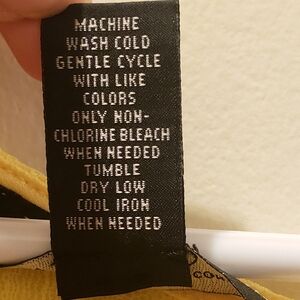 MACHINE
WASH COLD
GENTLE CYCLE
WITH LIKE
COLORS
ONLY NON-
CHLORINE BLEACH
WHEN NEEDED
TUMBLE
DRY LOW
COOL IRON
WHEN NEEDED